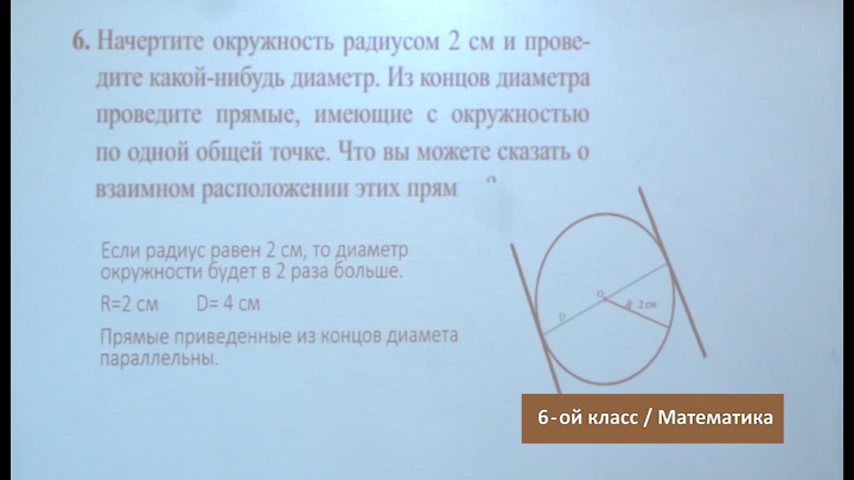 6. Начертите окружность радиусом 2 см и прове-
дите какой-нибудь диаметр. Из концов диаметра
проведите прямые, имеющие с окружностью
по одной общей точке. Что вы можете сказать о
взаимном расположении этих прям ?
Если радиус равен 2 см, то диаметр
окружности будет в 2 раза больше.
R=2 см D= 4 см
Прямые приведенные из концов диамета
параллельны.
O
R 2 см
D
6-ой класс / Математика